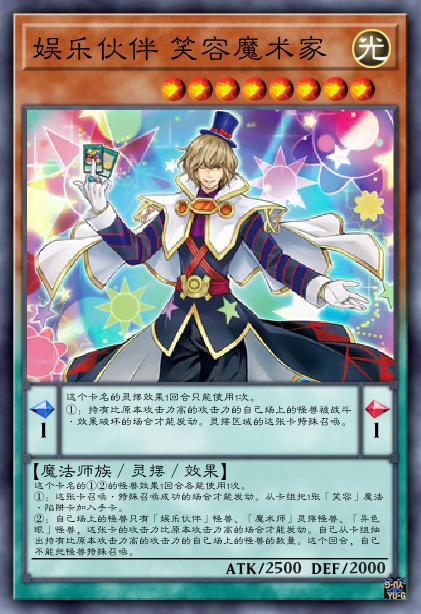 娱乐伙伴 笑容魔术家
光
这个卡名的灵摆效果1回合只能使用1次。
①：持有比原本攻击力高的攻击力的自己场上的怪兽被战斗
·效果破坏的场合才能发动。灵摆区域的这张卡特殊召唤。
1
1
【魔法师族／灵摆／效果】
这个卡名的①②的怪兽效果1回合各能使用1次。
①：这张卡召唤·特殊召唤成功的场合才能发动。从卡组把1张「笑容」魔法
·陷阱卡加入手卡。
②：自己场上的怪兽只有「娱乐伙伴」怪兽、「魔术师」灵摆怪兽、「异色
眼」怪兽，这张卡在怪兽区域存在的场合才能发动。自己从卡组抽
出持有比原本攻击力高的攻击力的自己场上的怪兽的数量。这个回合，自己
不能把怪兽特殊召唤。
ATK/2500 DEF/2000